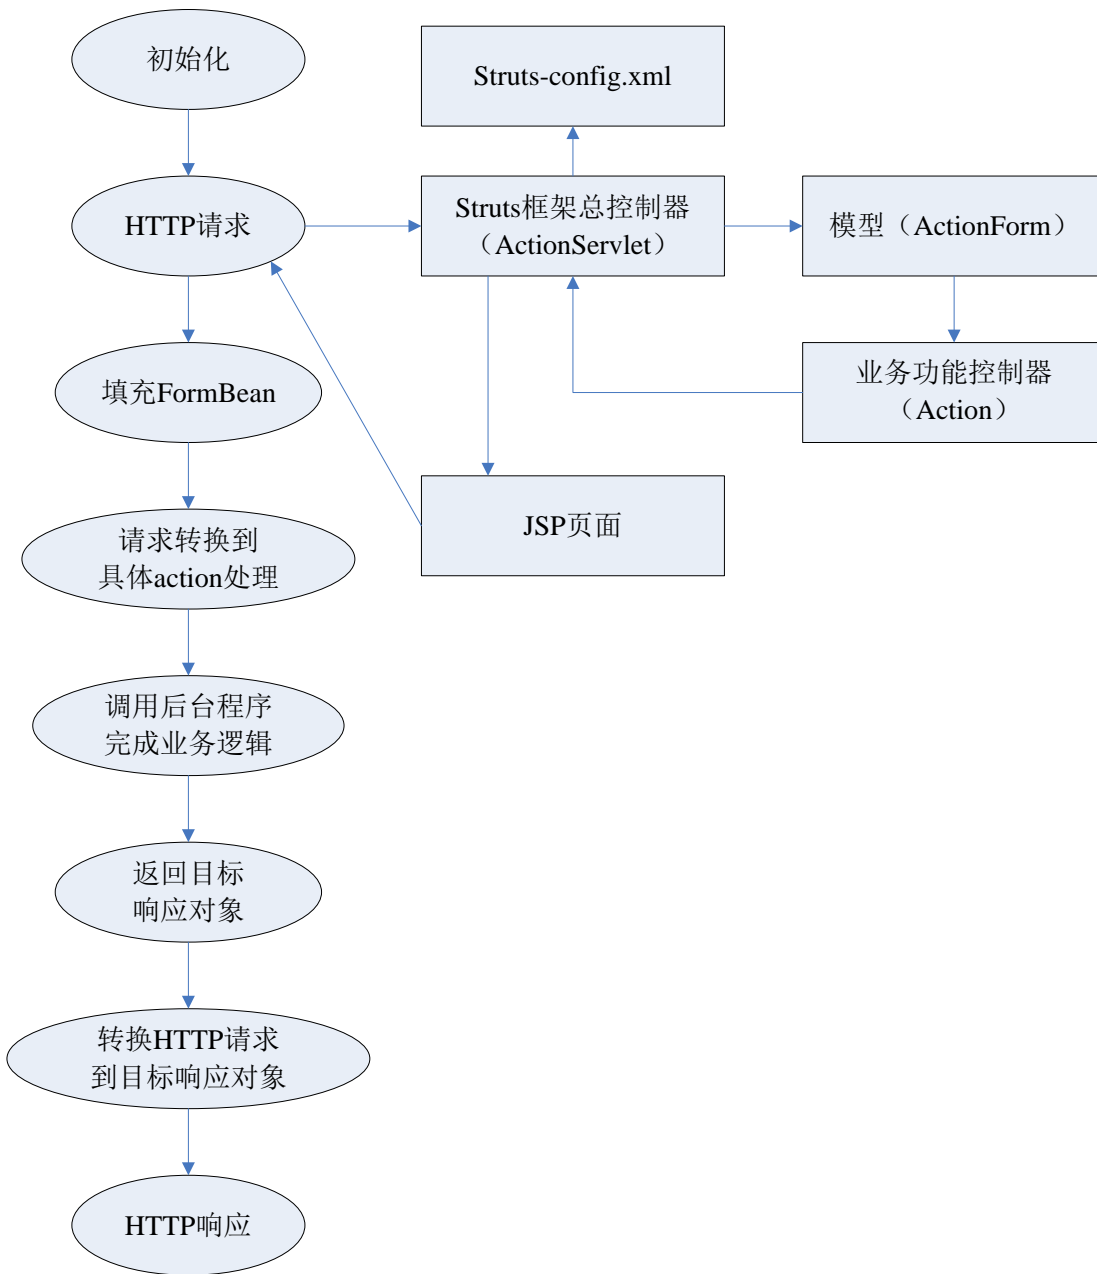 初始化
Struts-config.xml
HTTP请求
Struts框架总控制器
（ActionServlet）
模型（ActionForm）
填充FormBean
业务功能控制器
（Action）
请求转换到
具体action处理
JSP页面
调用后台程序
完成业务逻辑
返回目标
响应对象
转换HTTP请求
到目标响应对象
HTTP响应